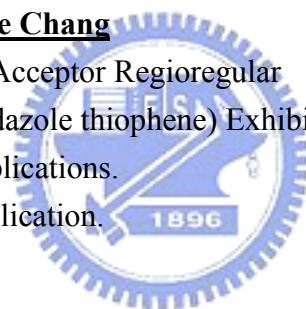 e Chang
Acceptor Regioregular
dazole thiophene) Exhibi
plications.
lication.
1896